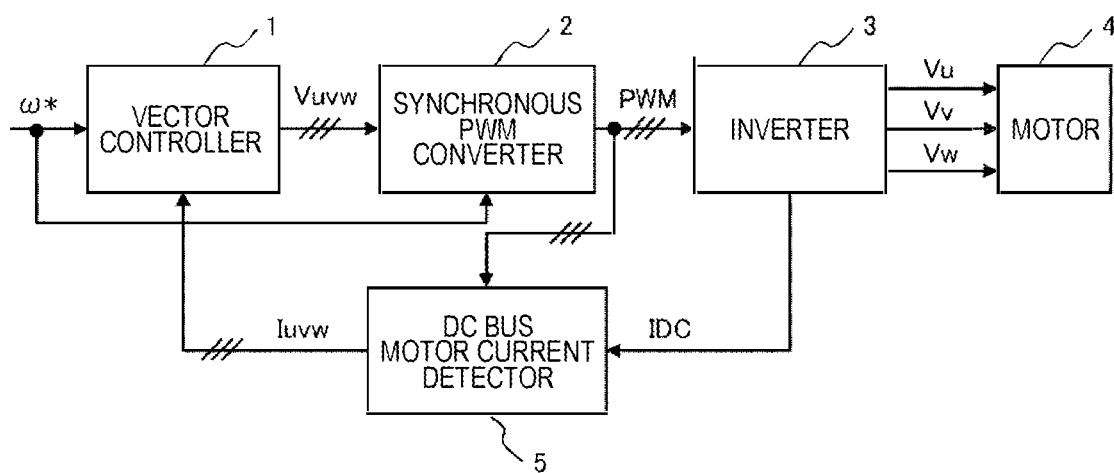 1
2
3
4
ω*
VECTOR
CONTROLLER
Vuvw
SYNCHRONOUS
PWM
CONVERTER
PWM
INVERTER
Vu
Vv
Vw
MOTOR
Iuvw
DC BUS
MOTOR CURRENT
DETECTOR
IDC
5